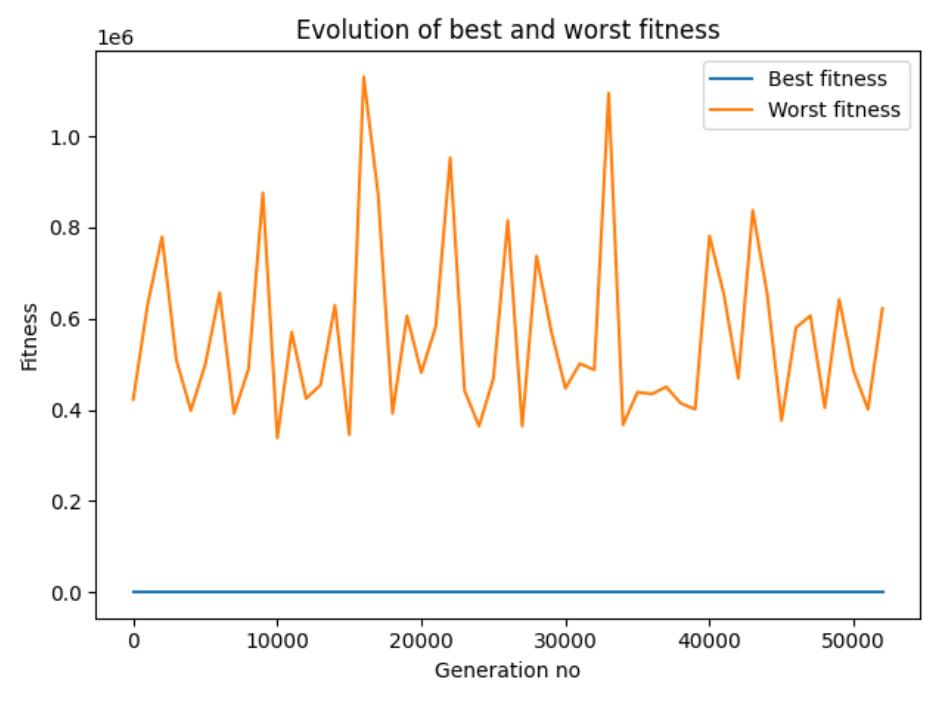 Evolution of best and worst fitness
1e6
Best fitness
Worst fitness
1.0
0.8
0.6
0.4
0.2
0.0
Fitness
0 10000 20000 30000 40000 50000
Generation no